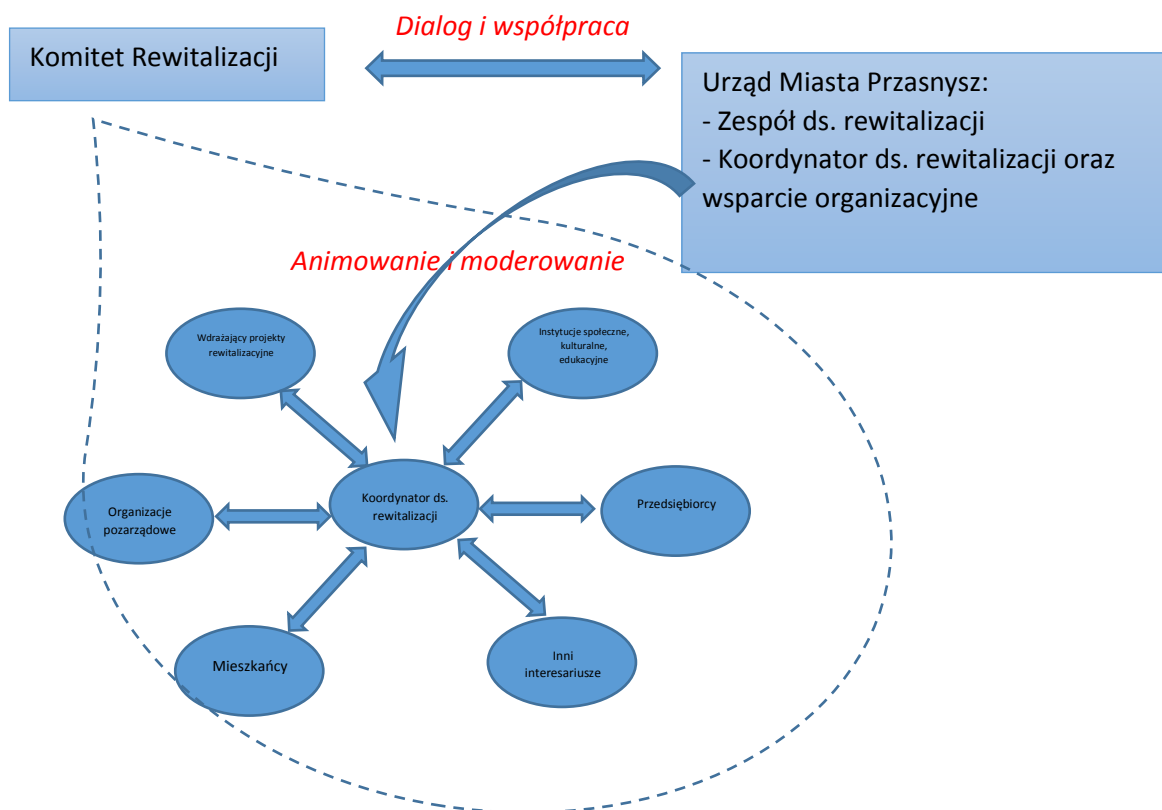 Dialog i współpraca
Komitet Rewitalizacji
Urząd Miasta Przasnysz:
- Zespół ds. rewitalizacji
- Koordynator ds. rewitalizacji oraz
wsparcie organizacyjne
Animowanie i moderowanie
Wdrażający projekty
rewitalizacyjne
Instytucje społeczne,
kulturalne,
edukacyjne
Organizacje
pozarządowe
Koordynator ds.
rewitalizacji
Przedsiębiorcy
Mieszkańcy
Inni
interesariusze